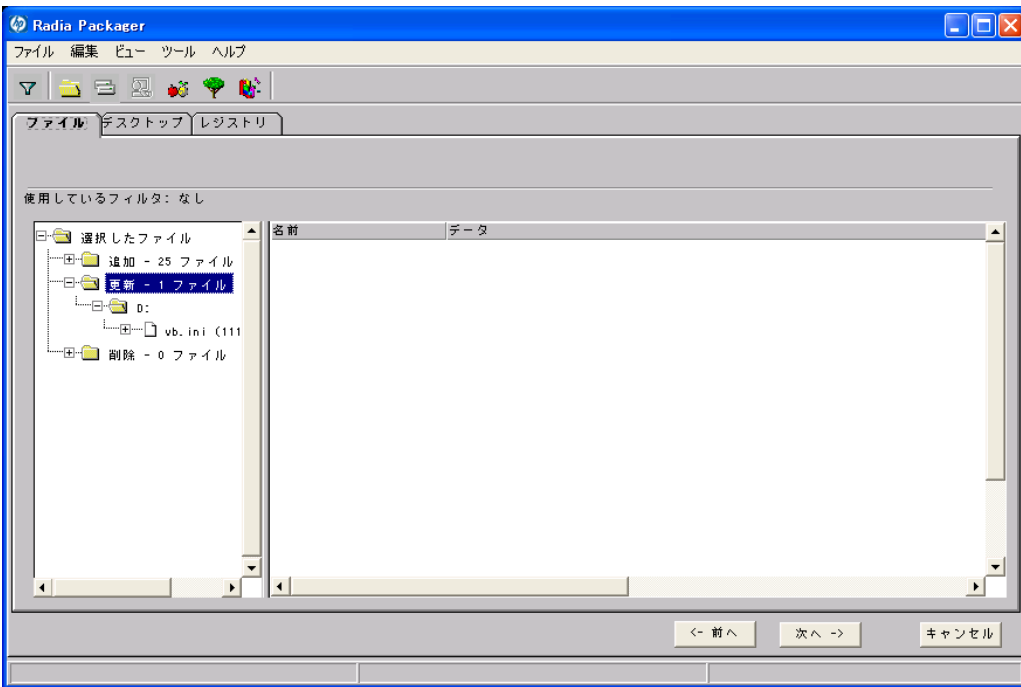 Radia Packager
ファイル 編集 ビュー ツール ヘルプ
ファイル デスクトップ レジストリ
使用しているフィルタ: なし
選択したファイル
追加 - 25 ファイル
更新 - 1 ファイル
D:
vb.ini (111
削除 - 0 ファイル
名前 データ
<- 前へ 次へ -> キャンセル